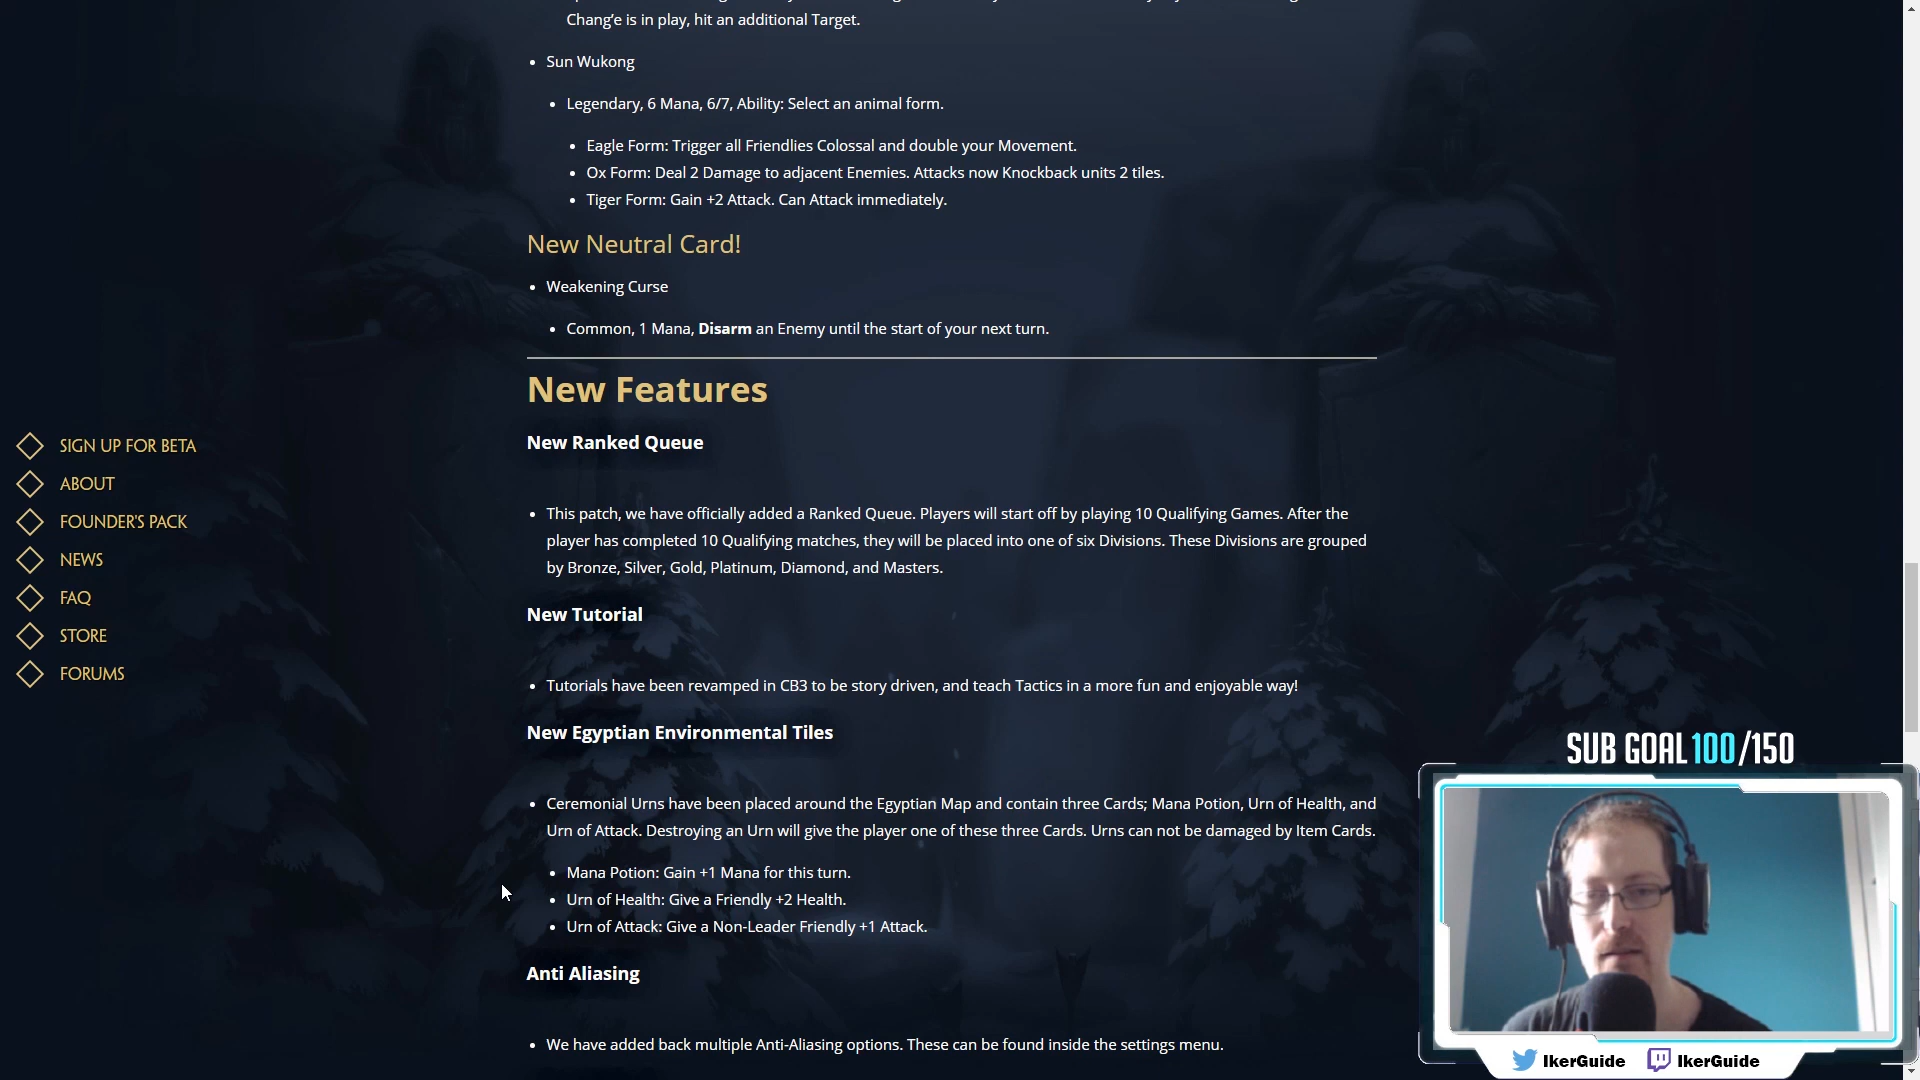 Chang'e is in play, hit an additional Target.
Sun Wukong
Legendary, 6 Mana, 6/7, Ability: Select an animal form.
Eagle Form: Trigger all Friendlies Colossal and double your Movement.
Ox Form: Deal 2 Damage to adjacent Enemies. Attacks now Knockback units 2 tiles.
Tiger Form: Gain +2 Attack. Can Attack immediately.
New Neutral Card!
Weakening Curse
Common, 1 Mana, Disarm an Enemy until the start of your next turn.
New Features
New Ranked Queue
This patch, we have officially added a Ranked Queue. Players will start off by playing 10 Qualifying Games. After the
player has completed 10 Qualifying matches, they will be placed into one of six Divisions. These Divisions are grouped
by Bronze, Silver, Gold, Platinum, Diamond, and Masters.
New Tutorial
Tutorials have been revamped in CB3 to be story driven, and teach Tactics in a more fun and enjoyable way!
New Egyptian Environmental Tiles
Ceremonial Urns have been placed around the Egyptian Map and contain three Cards; Mana Potion, Urn of Health, and
Urn of Attack. Destroying an Urn will give the player one of these three Cards. Urns can not be damaged by Item Cards.
Mana Potion: Gain +1 Mana for this turn.
Urn of Health: Give a Friendly +2 Health.
Urn of Attack: Give a Non-Leader Friendly +1 Attack.
Anti Aliasing
We have added back multiple Anti-Aliasing options. These can be found inside the settings menu.
SIGN UP FOR BETA
ABOUT
FOUNDER'S PACK
NEWS
FAQ
STORE
FORUMS
SUB GOAL 100/150
IkerGuide IkerGuide